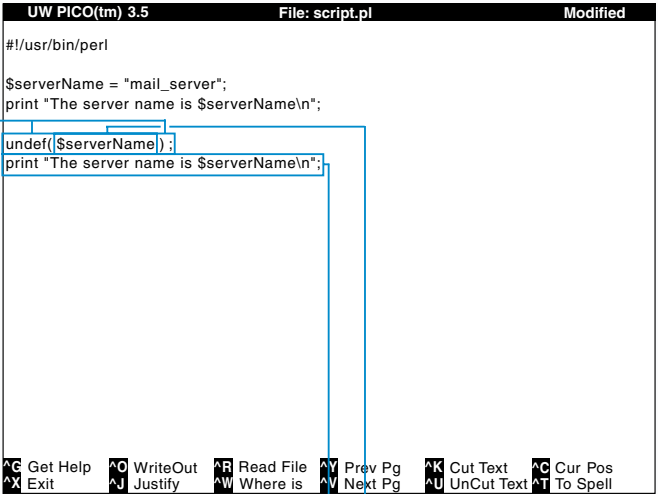 UW PICO(tm) 3.5 File: script.pl Modified
#!/usr/bin/perl
$serverName = "mail_server";
print "The server name is $serverName\n";
undef( $serverName ) ;
print "The server name is $serverName\n";
^G Get Help ^O WriteOut ^R Read File ^Y Prev Pg ^K Cut Text ^C Cur Pos
^X Exit ^J Justify ^W Where is ^V Next Pg ^U UnCut Text ^T To Spell